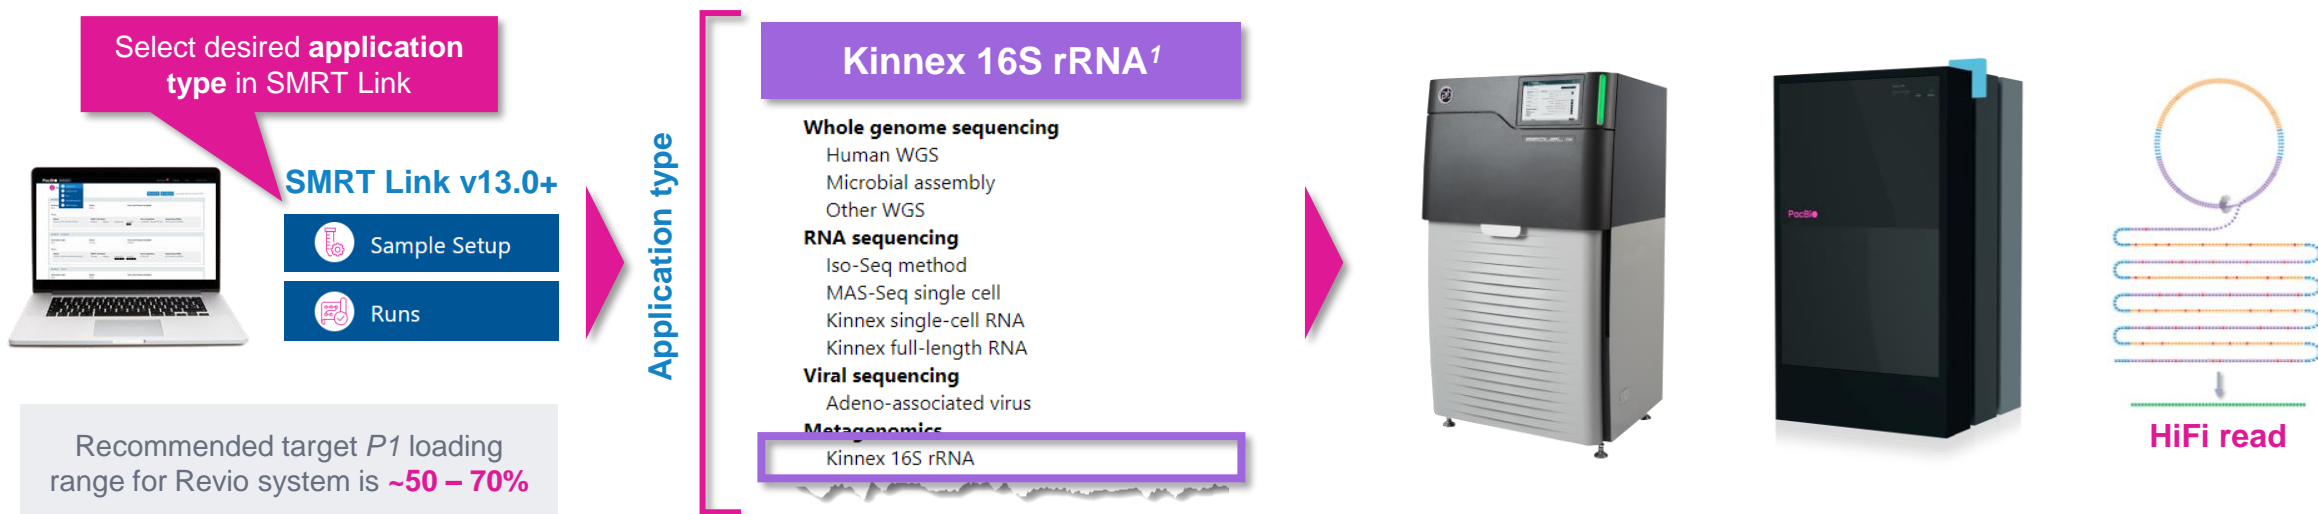 Select desired application
type in SMRT Link
SMRT Link v13.0+
Sample Setup
Runs
Recommended target P1 loading
range for Revio system is ~50 – 70%
Application type
Kinnex 16S rRNA1
Whole genome sequencing
Human WGS
Microbial assembly
Other WGS
RNA sequencing
Iso-Seq method
MAS-Seq single cell
Kinnex single-cell RNA
Kinnex full-length RNA
Viral sequencing
Adeno-associated virus
Metagenomics
Kinnex 16S rRNA
PacBio
HiFi read